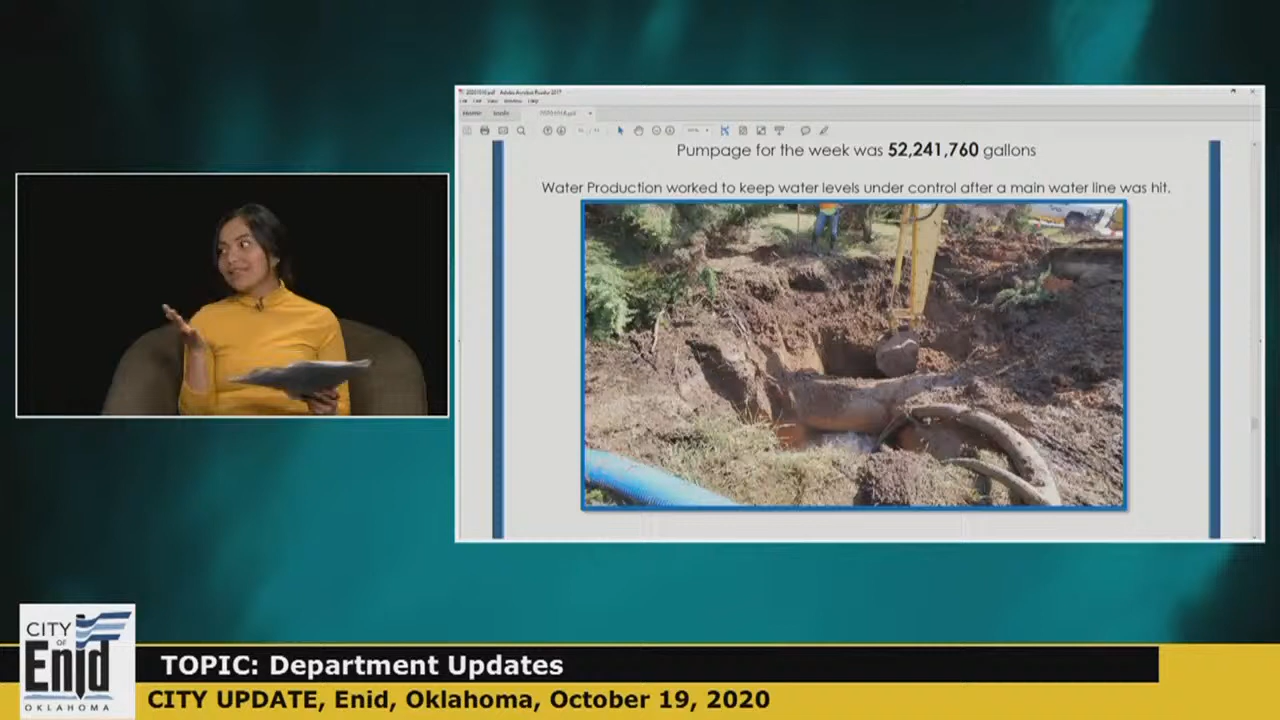 Pumpage for the week was 52,241,760 gallons
Water Production worked to keep water levels under control after a main water line was hit.
CITY
OF
Enid
OKLAHOMA
TOPIC: Department Updates
CITY UPDATE, Enid, Oklahoma, October 19, 2020